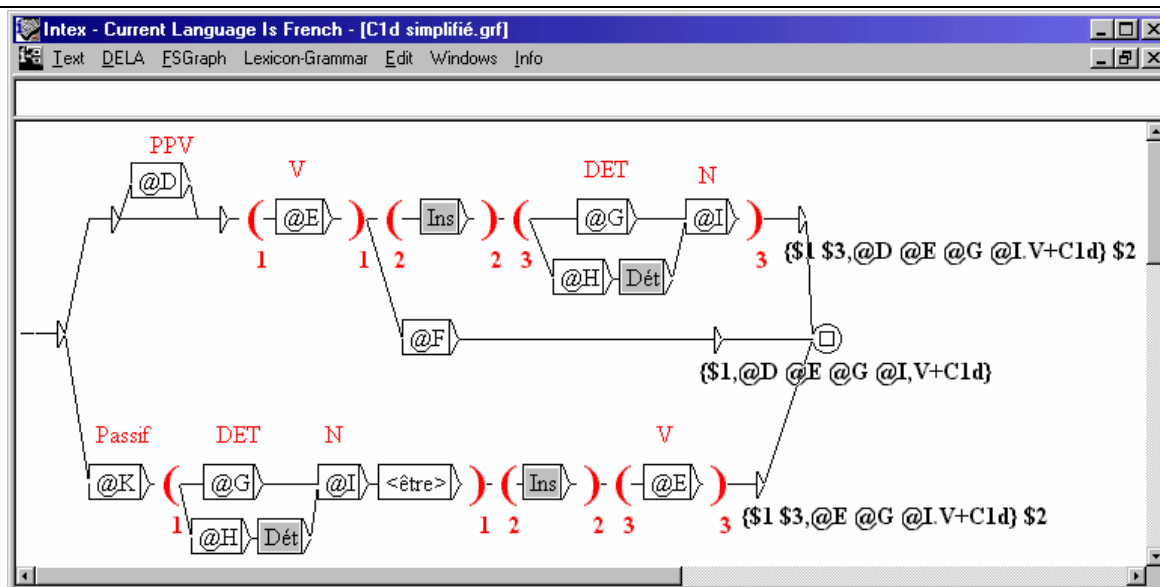 Intex - Current Language Is French - [C1d simplifié.grf]
Text DELA FSGraph Lexicon-Grammar Edit Windows Info
PPV
@D
V DET N
( @E ) ( Ins ) ( @G @I )
1 1 2 2 3 3
@H Dét
{$1 $3,@D @E @G @I.V+C1d} $2
@F
{$1,@D @E @G @I,V+C1d}
Passif DET N V
@K ( @G @I <être> ) ( Ins ) ( @E )
1 1 2 2 3 3
@H Dét
{$1 $3,@E @G @I.V+C1d} $2